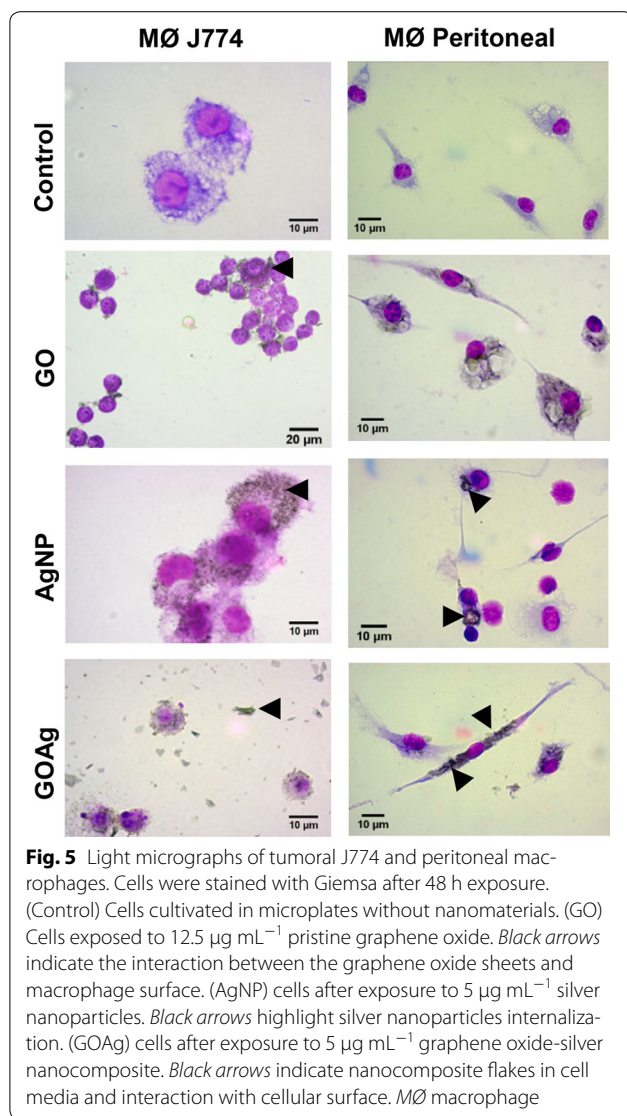 MØ J774 MØ Peritoneal
Control
10 µm
10 µm
GO
20 µm
10 µm
AgNP
10 µm
10 µm
GOAg
10 µm
10 µm
Fig. 5 Light micrographs of tumoral J774 and peritoneal mac-
rophages. Cells were stained with Giemsa after 48 h exposure.
(Control) Cells cultivated in microplates without nanomaterials. (GO)
Cells exposed to 12.5 µg mL−1 pristine graphene oxide. Black arrows
indicate the interaction between the graphene oxide sheets and
macrophage surface. (AgNP) cells after exposure to 5 µg mL−1 silver
nanoparticles. Black arrows highlight silver nanoparticles internaliza-
tion. (GOAg) cells after exposure to 5 µg mL−1 graphene oxide-silver
nanocomposite. Black arrows indicate nanocomposite flakes in cell
media and interaction with cellular surface. MØ macrophage